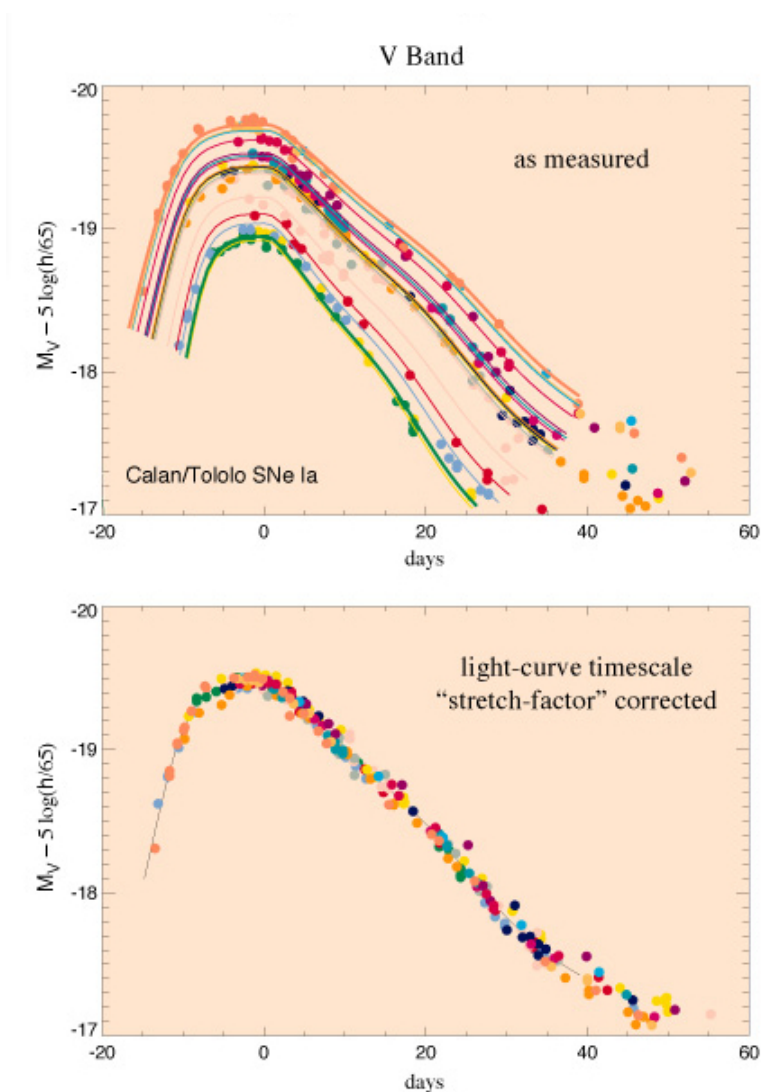 V Band
-20
as measured
-19
M_V – 5 log(h/65)
-18
Calan/Tololo SNe Ia
-17
-20 0 20 40 60
days
-20
light-curve timescale
“stretch-factor” corrected
-19
M_V – 5 log(h/65)
-18
-17
-20 0 20 40 60
days